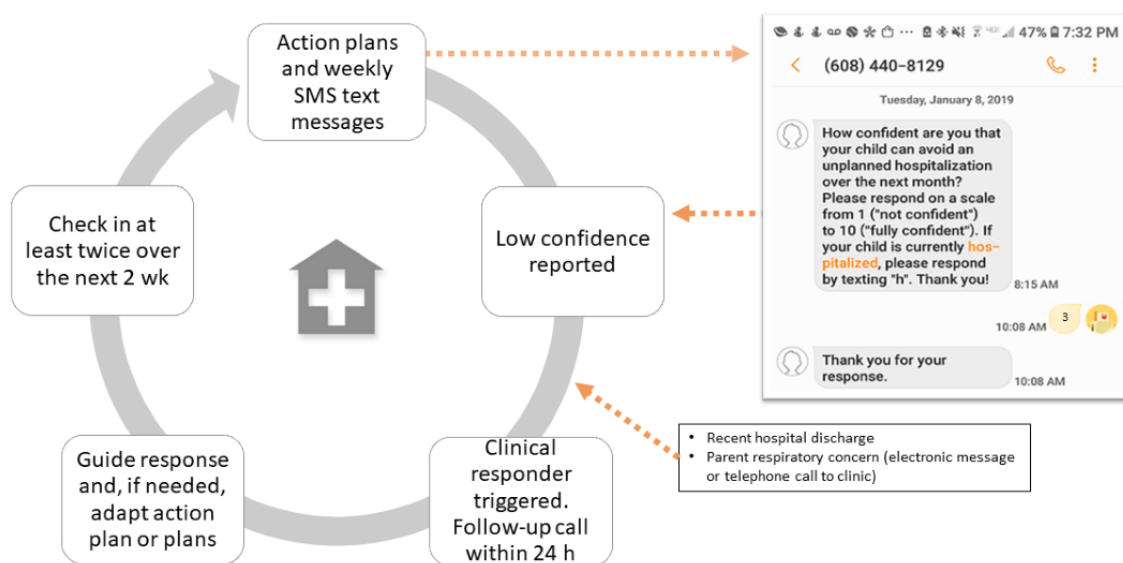 Action plans
and weekly
SMS text
messages
Low confidence
reported
Clinical
responder
triggered.
Follow-up call
within 24 h
Guide response
and, if needed,
adapt action
plan or plans
Check in at
least twice over
the next 2 wk
47% 7:32 PM
(608) 440-8129
Tuesday, January 8, 2019
How confident are you that
your child can avoid an
unplanned hospitalization
over the next month?
Please respond on a scale
from 1 ("not confident")
to 10 ("fully confident"). If
your child is currently hos-
pitalized, please respond
by texting "h". Thank you!
8:15 AM
3
10:08 AM
Thank you for your
response.
10:08 AM
• Recent hospital discharge
• Parent respiratory concern (electronic message
or telephone call to clinic)